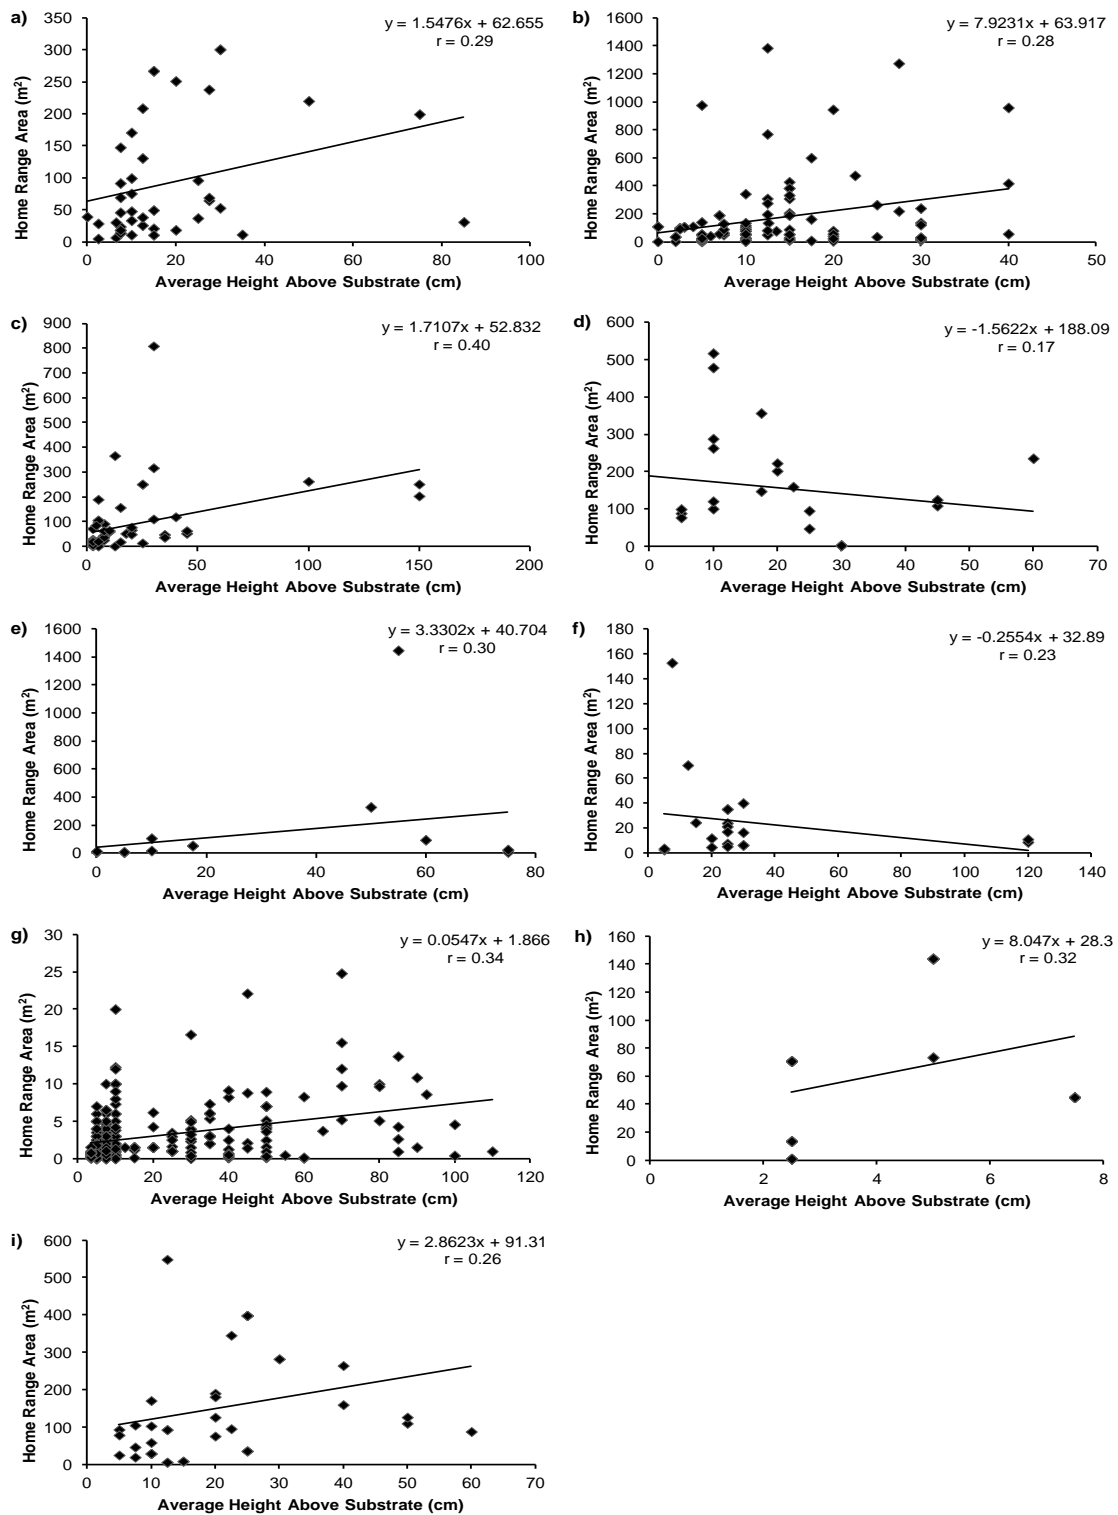 a)
y = 1.5476x + 62.655
r = 0.29
Home Range Area (m²)
350
300
250
200
150
100
50
0
0 20 40 60 80 100
Average Height Above Substrate (cm)
b)
y = 7.9231x + 63.917
r = 0.28
Home Range Area (m²)
1600
1400
1200
1000
800
600
400
200
0
0 10 20 30 40 50
Average Height Above Substrate (cm)
c)
y = 1.7107x + 52.832
r = 0.40
Home Range Area (m²)
900
800
700
600
500
400
300
200
100
0
0 50 100 150 200
Average Height Above Substrate (cm)
d)
y = -1.5622x + 188.09
r = 0.17
Home Range Area (m²)
600
500
400
300
200
100
0
0 10 20 30 40 50 60 70
Average Height Above Substrate (cm)
e)
y = 3.3302x + 40.704
r = 0.30
Home Range Area (m²)
1600
1400
1200
1000
800
600
400
200
0
0 20 40 60 80
Average Height Above Substrate (cm)
f)
y = -0.2554x + 32.89
r = 0.23
Home Range Area (m²)
180
160
140
120
100
80
60
40
20
0
0 20 40 60 80 100 120 140
Average Height Above Substrate (cm)
g)
y = 0.0547x + 1.866
r = 0.34
Home Range Area (m²)
30
25
20
15
10
5
0
0 20 40 60 80 100 120
Average Height Above Substrate (cm)
h)
y = 8.047x + 28.3
r = 0.32
Home Range Area (m²)
160
140
120
100
80
60
40
20
0
0 2 4 6 8
Average Height Above Substrate (cm)
i)
y = 2.8623x + 91.31
r = 0.26
Home Range Area (m²)
600
500
400
300
200
100
0
0 10 20 30 40 50 60 70
Average Height Above Substrate (cm)